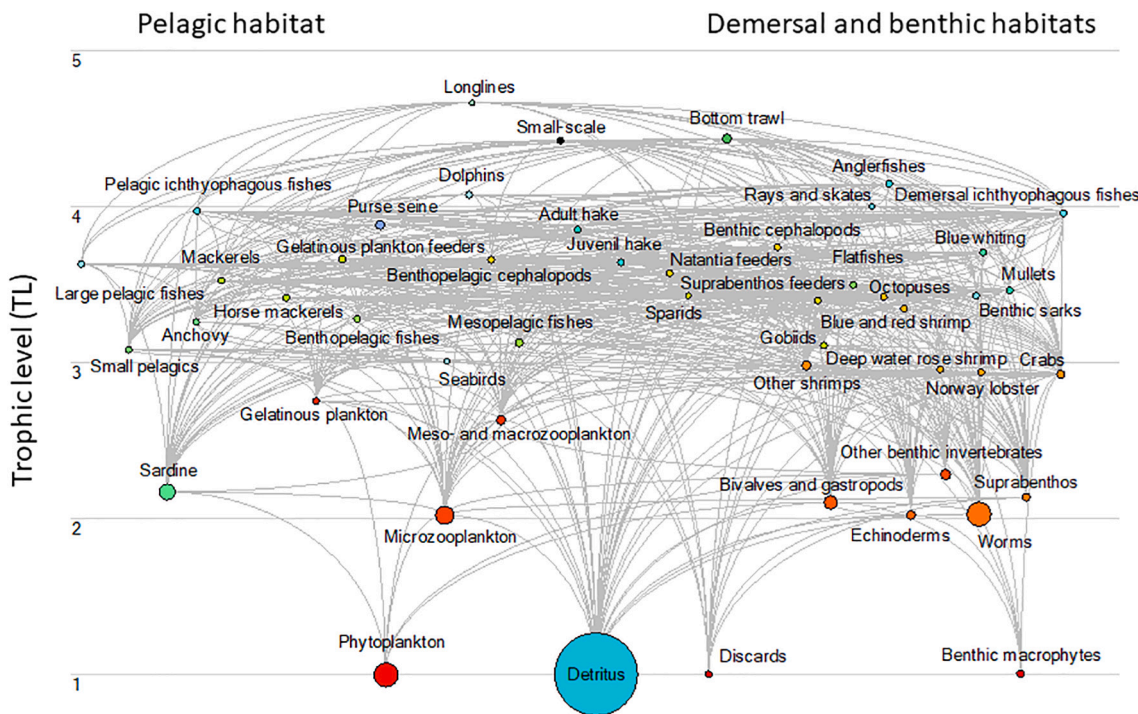 Pelagic habitat
Demersal and benthic habitats
Trophic level (TL)
5
Longlines
Small-scale
Bottom trawl
Anglerfishes
Dolphins
Pelagic ichthyophagous fishes
Rays and skates
Demersal ichthyophagous fishes
4
Purse seine
Adult hake
Benthic cephalopods
Juvenil hake
Blue whiting
Mackerels
Gelatinous plankton feeders
Natantia feeders
Flatfishes
Benthopelagic cephalopods
Mullets
Suprabenthos feeders
Octopuses
Large pelagic fishes
Horse mackerels
Sparids
Benthic sarks
Anchovy
Benthopelagic fishes
Mesopelagic fishes
Blue and red shrimp
Gobiids
Small pelagics
3
Deep water rose shrimp
Crabs
Seabirds
Other shrimps
Norway lobster
Gelatinous plankton
Meso- and macrozooplankton
Other benthic invertebrates
Sardine
Bivalves and gastropods
Suprabenthos
2
Microzooplankton
Echinoderms
Worms
Phytoplankton
Discards
Benthic macrophytes
Detritus
1